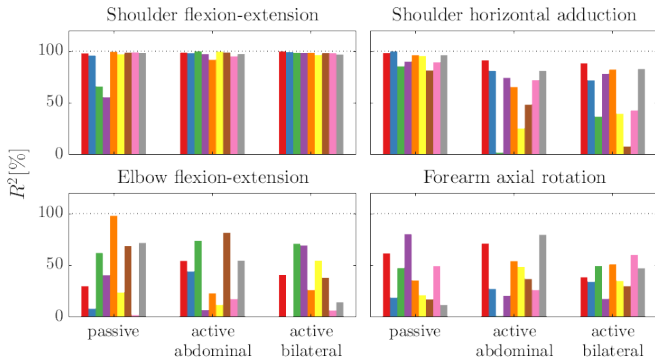 Shoulder flexion-extension
Shoulder horizontal adduction
100
50
0
R²[%]
Elbow flexion-extension
Forearm axial rotation
100
50
0
passive
active abdominal
active bilateral
passive
active abdominal
active bilateral